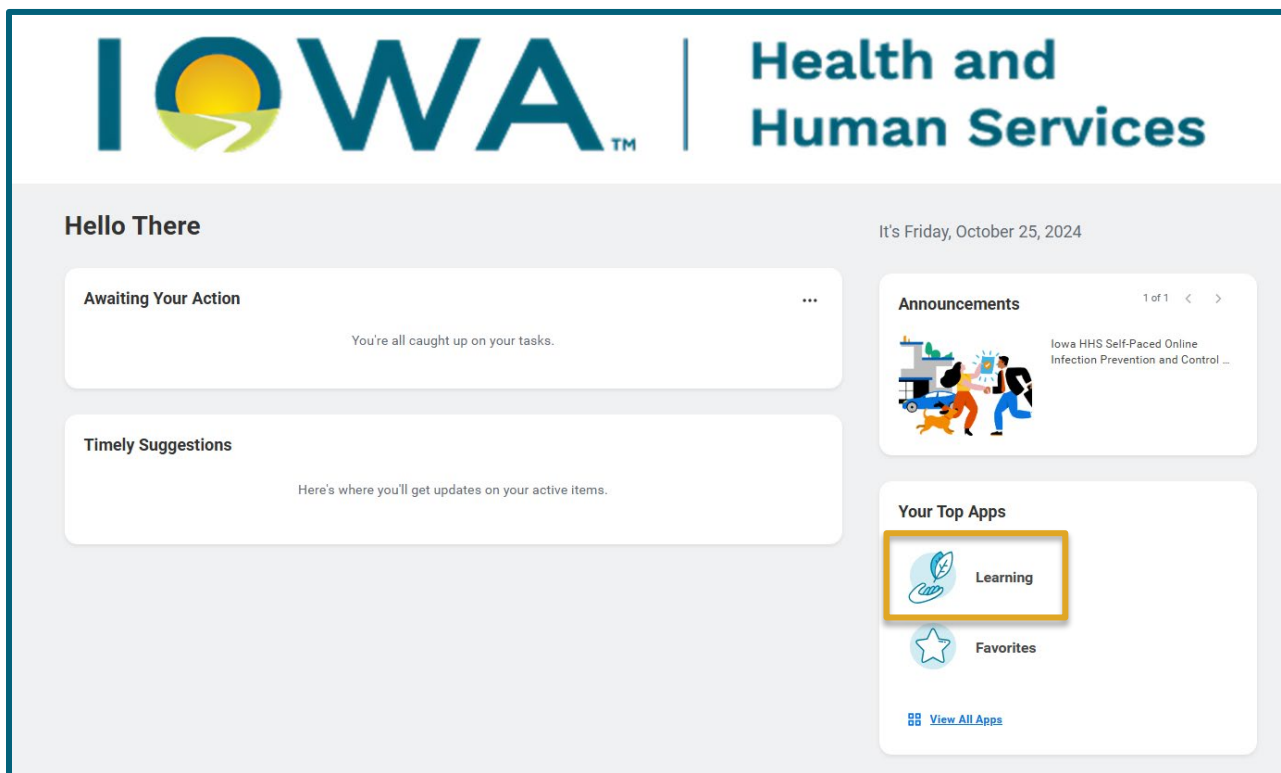 IOWA™
Health and
Human Services
Hello There
It's Friday, October 25, 2024
Awaiting Your Action
You're all caught up on your tasks.
Timely Suggestions
Here's where you'll get updates on your active items.
Announcements
1 of 1
Iowa HHS Self-Paced Online
Infection Prevention and Control ...
Your Top Apps
Learning
Favorites
View All Apps